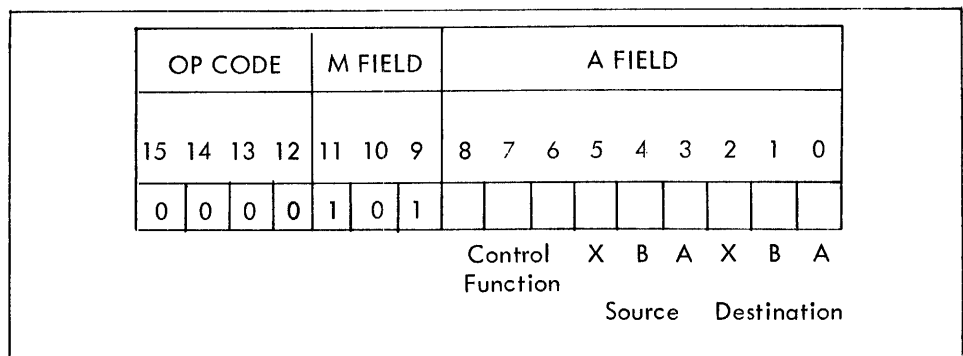 OP CODE M FIELD A FIELD
15 14 13 12 11 10 9 8 7 6 5 4 3 2 1 0
0 0 0 0 1 0 1
Control X B A X B A
Function
Source Destination